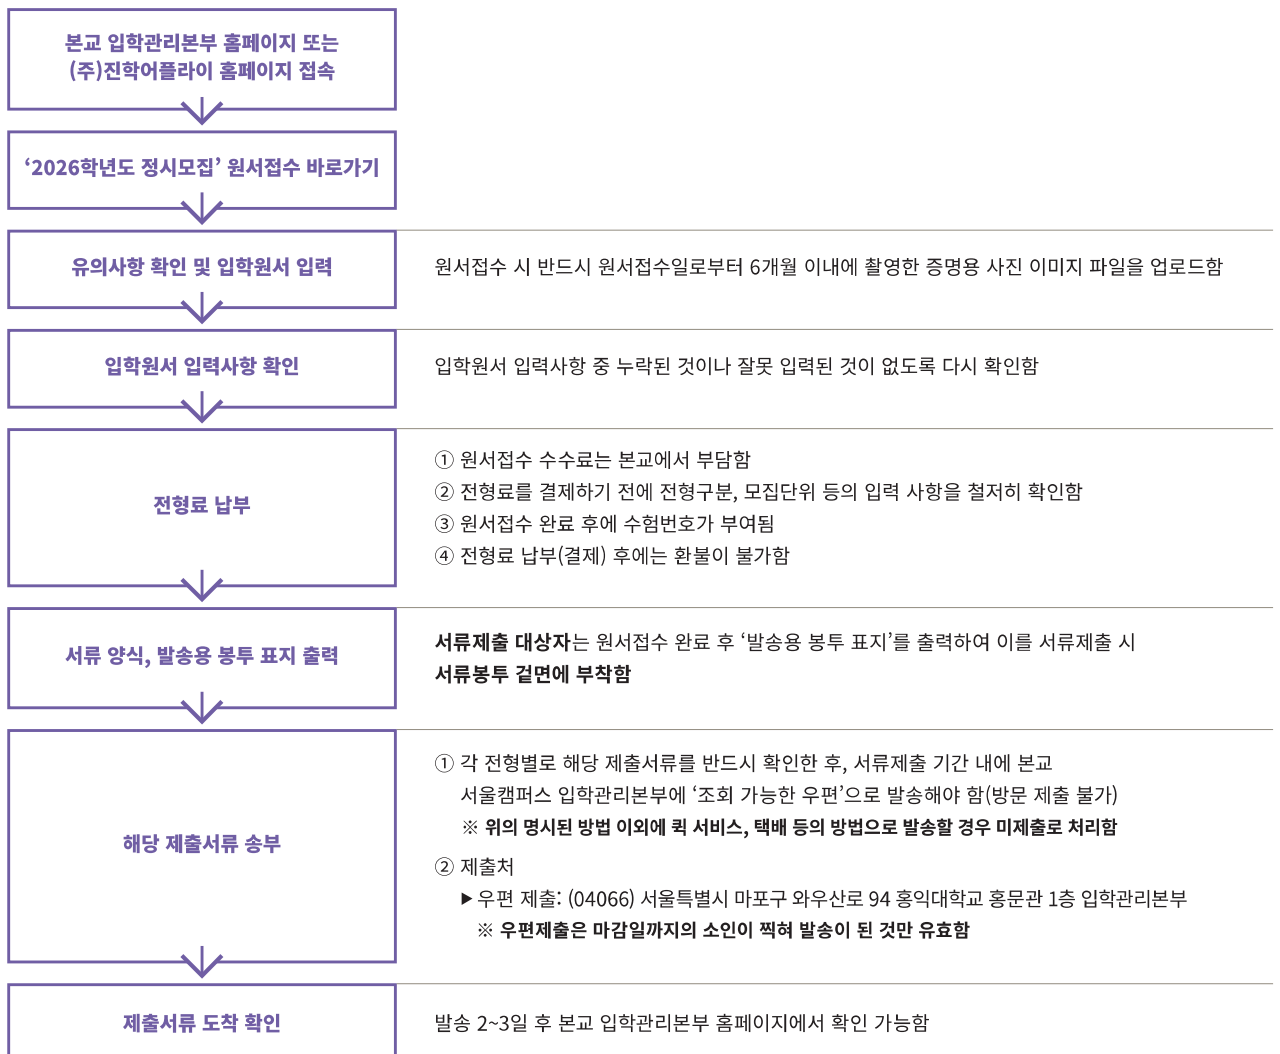 본교 입학관리본부 홈페이지 또는
(주)진학어플라이 홈페이지 접속
‘2026학년도 정시모집’ 원서접수 바로가기
유의사항 확인 및 입학원서 입력
원서접수 시 반드시 원서접수일로부터 6개월 이내에 촬영한 증명용 사진 이미지 파일을 업로드함
입학원서 입력사항 확인
입학원서 입력사항 중 누락된 것이나 잘못 입력된 것이 없도록 다시 확인함
전형료 납부
① 원서접수 수수료는 본교에서 부담함
② 전형료를 결제하기 전에 전형구분, 모집단위 등의 입력 사항을 철저히 확인함
③ 원서접수 완료 후에 수험번호가 부여됨
④ 전형료 납부(결제) 후에는 환불이 불가함
서류 양식, 발송용 봉투 표지 출력
서류제출 대상자는 원서접수 완료 후 ‘발송용 봉투 표지’를 출력하여 이를 서류제출 시
서류봉투 겉면에 부착함
해당 제출서류 송부
① 각 전형별로 해당 제출서류를 반드시 확인한 후, 서류제출 기간 내에 본교
서울캠퍼스 입학관리본부에 ‘조회 가능한 우편’으로 발송해야 함(방문 제출 불가)
※ 위의 명시된 방법 이외에 퀵 서비스, 택배 등의 방법으로 발송할 경우 미제출로 처리함
② 제출처
▶우편 제출: (04066) 서울특별시 마포구 와우산로 94 홍익대학교 홍문관 1층 입학관리본부
※ 우편제출은 마감일까지의 소인이 찍혀 발송이 된 것만 유효함
제출서류 도착 확인
발송 2~3일 후 본교 입학관리본부 홈페이지에서 확인 가능함